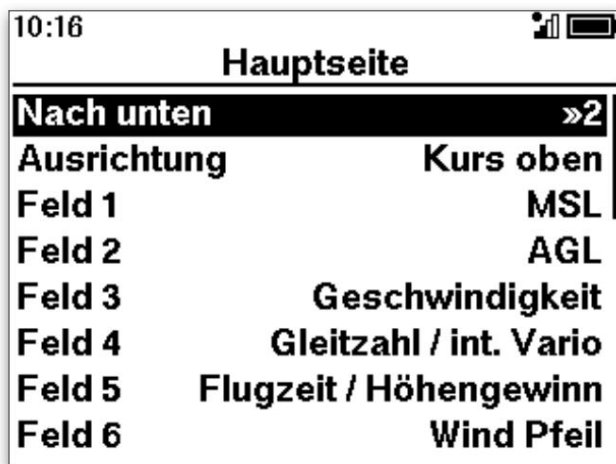 10:16
Hauptseite
Nach unten »2
Ausrichtung Kurs oben
Feld 1 MSL
Feld 2 AGL
Feld 3 Geschwindigkeit
Feld 4 Gleitzahl / int. Vario
Feld 5 Flugzeit / Höhengewinn
Feld 6 Wind Pfeil